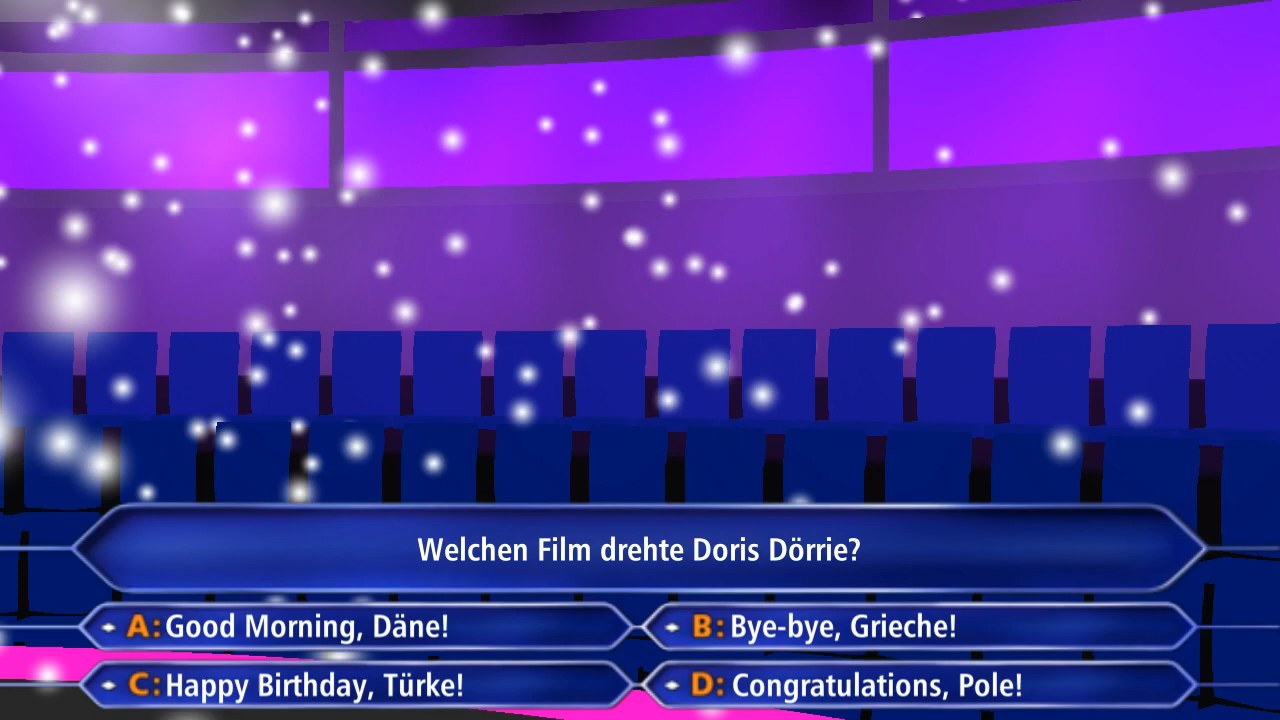 Welchen Film drehte Doris Dörrie?
A: Good Morning, Däne!
B: Bye-bye, Grieche!
C: Happy Birthday, Türke!
D: Congratulations, Pole!